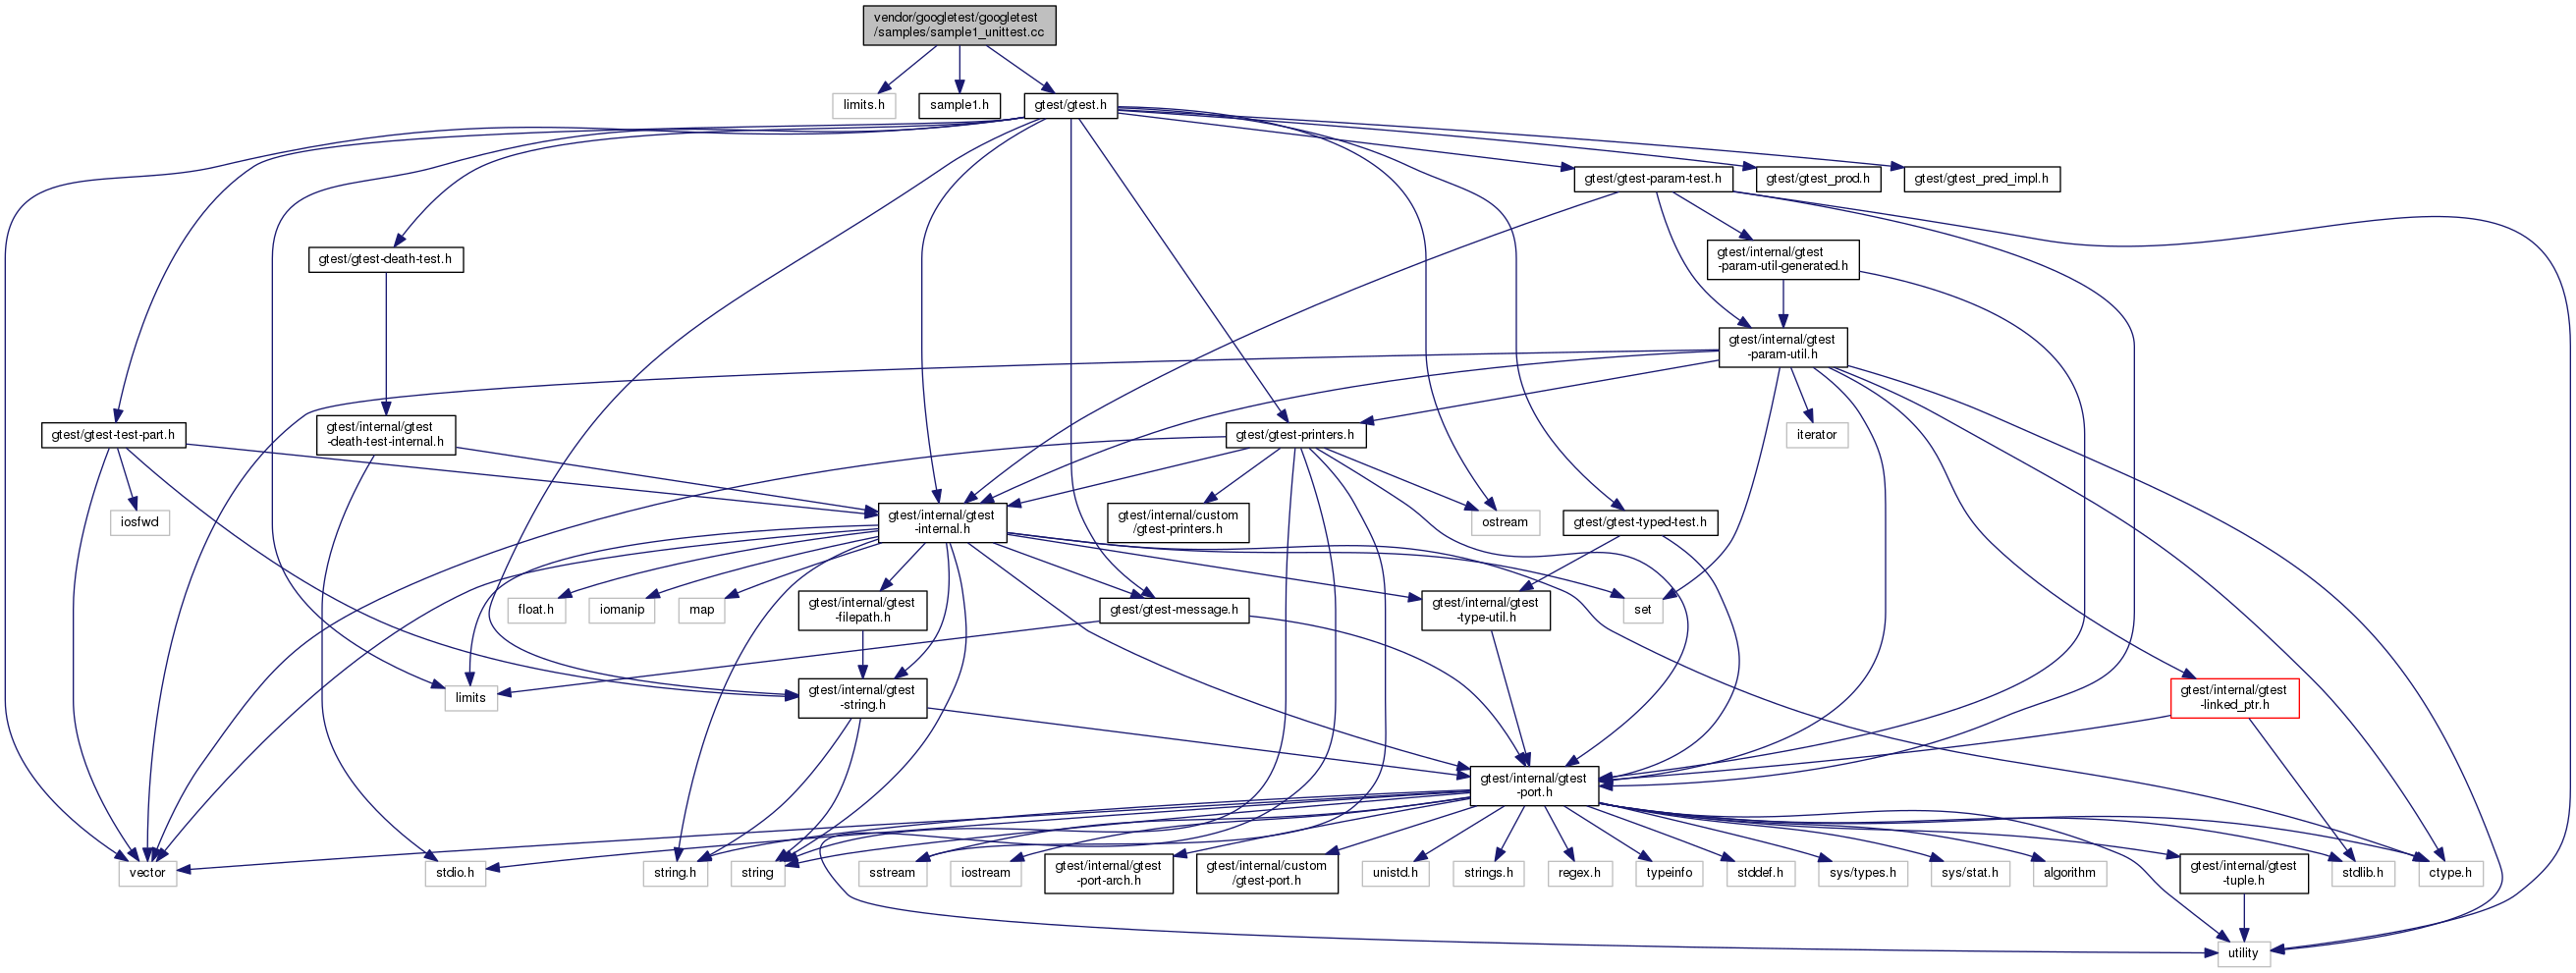 vendor/googletest/googletest
/samples/sample1_unittest.cc
limits.h
sample1.h
gtest/gtest.h
gtest/gtest-param-test.h
gtest/gtest_prod.h
gtest/gtest_pred_impl.h
gtest/gtest-death-test.h
gtest/internal/gtest
-param-util-generated.h
gtest/internal/gtest
-param-util.h
gtest/gtest-test-part.h
gtest/internal/gtest
-death-test-internal.h
gtest/gtest-printers.h
iterator
iosfwd
gtest/internal/gtest
-internal.h
gtest/internal/custom
/gtest-printers.h
ostream
gtest/gtest-typed-test.h
float.h
iomanip
map
gtest/internal/gtest
-filepath.h
gtest/gtest-message.h
gtest/internal/gtest
-type-util.h
set
limits
gtest/internal/gtest
-string.h
gtest/internal/gtest
-linked_ptr.h
gtest/internal/gtest
-port.h
vector
stdio.h
string.h
string
sstream
iostream
gtest/internal/gtest
-port-arch.h
gtest/internal/custom
/gtest-port.h
unistd.h
strings.h
regex.h
typeinfo
stddef.h
sys/types.h
sys/stat.h
algorithm
gtest/internal/gtest
-tuple.h
stdlib.h
ctype.h
utility